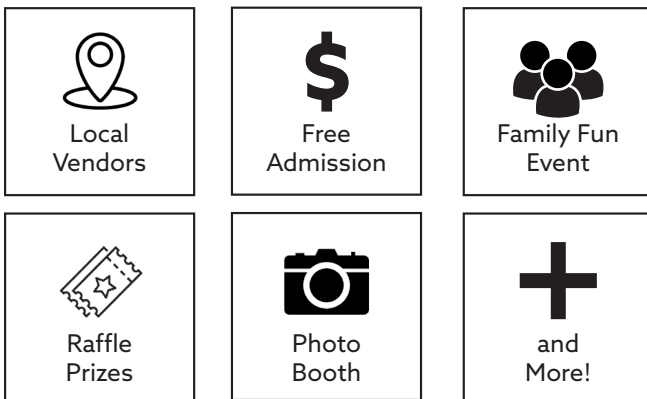 Local
Vendors
$
Free
Admission
Family Fun
Event
Raffle
Prizes
Photo
Booth
and
More!